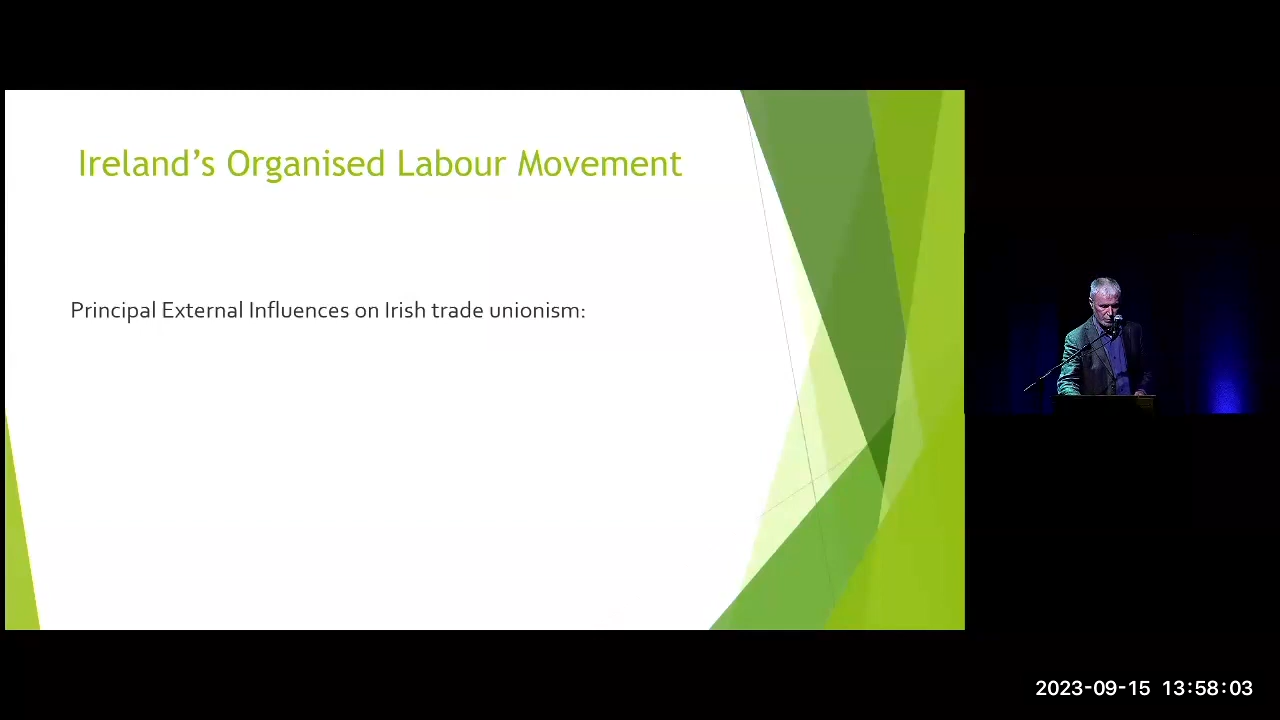 Ireland’s Organised Labour Movement
Principal External Influences on Irish trade unionism:
2023-09-15 13:58:03